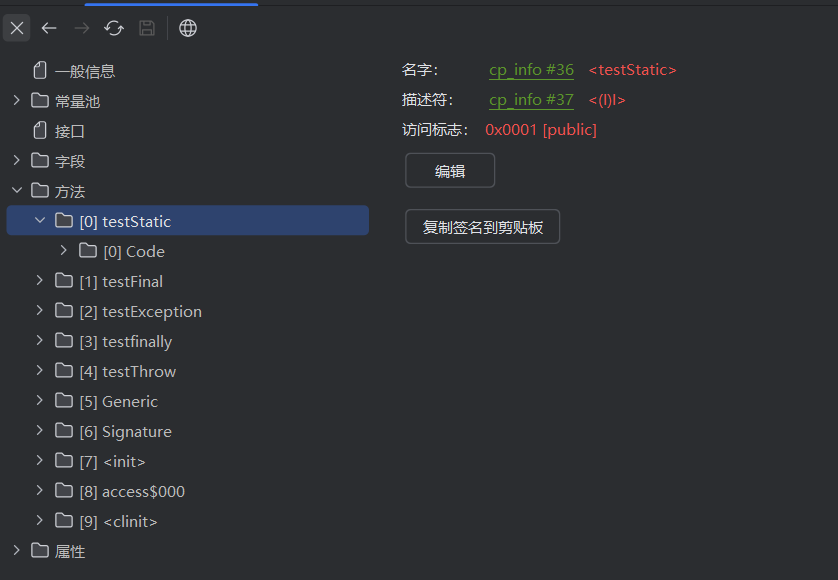 一般信息
常量池
接口
字段
方法
[0] testStatic
[0] Code
[1] testFinal
[2] testException
[3] testfinally
[4] testThrow
[5] Generic
[6] Signature
[7] <init>
[8] access$000
[9] <clinit>
属性
名字： cp_info #36 <testStatic>
描述符： cp_info #37 <(I)I>
访问标志： 0x0001 [public]
编辑
复制签名到剪贴板